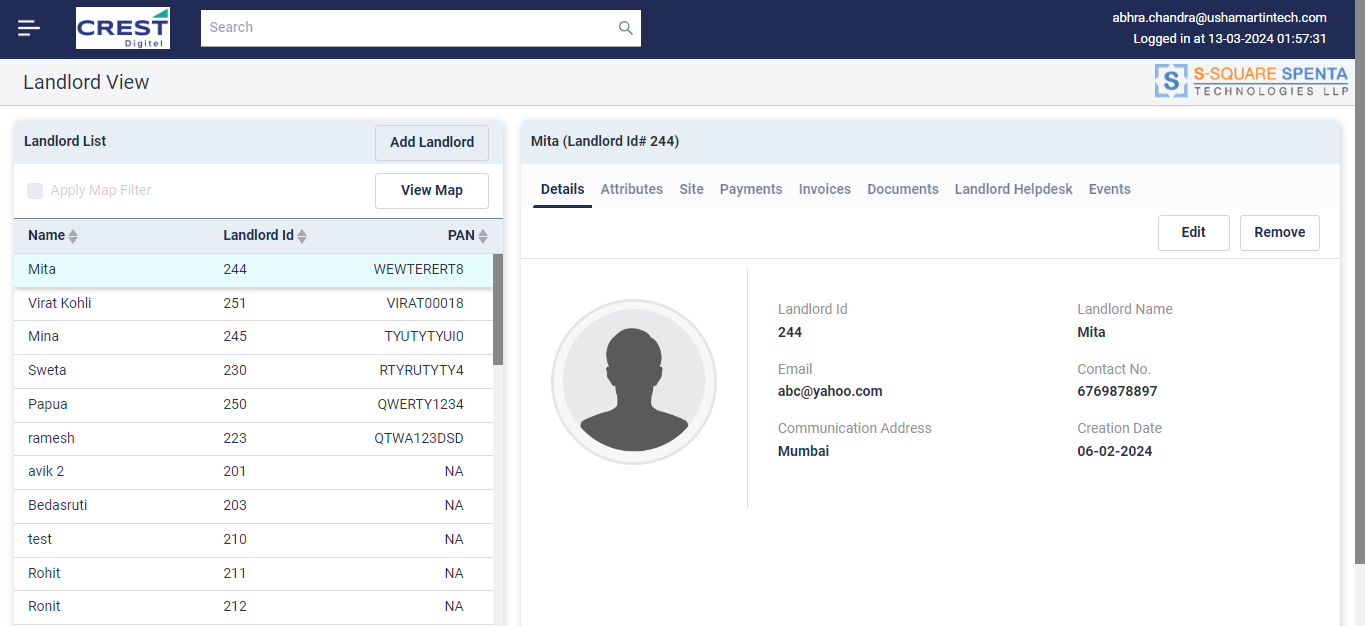 CREST
Digitel
Search
abhra.chandra@ushamartintech.com
Logged in at 13-03-2024 01:57:31
Landlord View
S
S-SQUARE SPENTA
TECHNOLOGIES LLP
Landlord List
Add Landlord
Apply Map Filter
View Map
Name Landlord Id PAN
Mita 244 WEWTERERT8
Virat Kohli 251 VIRAT00018
Mina 245 TYUTYTYUI0
Sweta 230 RTYRUTYTY4
Papua 250 QWERTY1234
ramesh 223 QTWA123DSD
avik 2 201 NA
Bedasruti 203 NA
test 210 NA
Rohit 211 NA
Ronit 212 NA
Mita (Landlord Id# 244)
Details Attributes Site Payments Invoices Documents Landlord Helpdesk Events
Edit Remove
Landlord Id
244
Landlord Name
Mita
Email
abc@yahoo.com
Contact No.
6769878897
Communication Address
Mumbai
Creation Date
06-02-2024